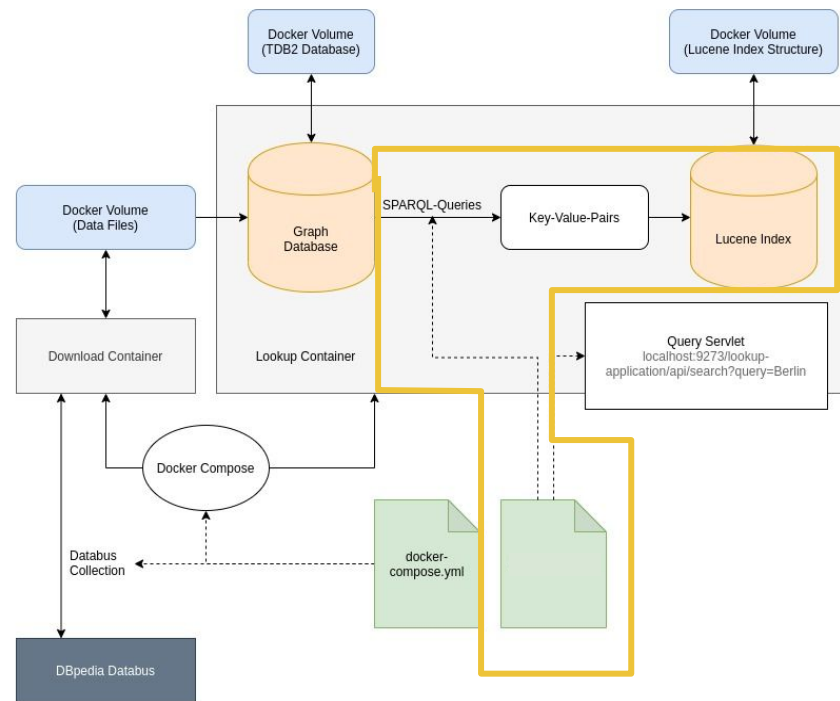 Docker Volume
(TDB2 Database)
Docker Volume
(Lucene Index Structure)
Docker Volume
(Data Files)
Graph
Database
SPARQL-Queries
Key-Value-Pairs
Lucene Index
Download Container
Lookup Container
Query Servlet
localhost:9273/lookup-
application/api/search?query=Berlin
Docker Compose
Databus
Collection
docker-
compose.yml
DBpedia Databus